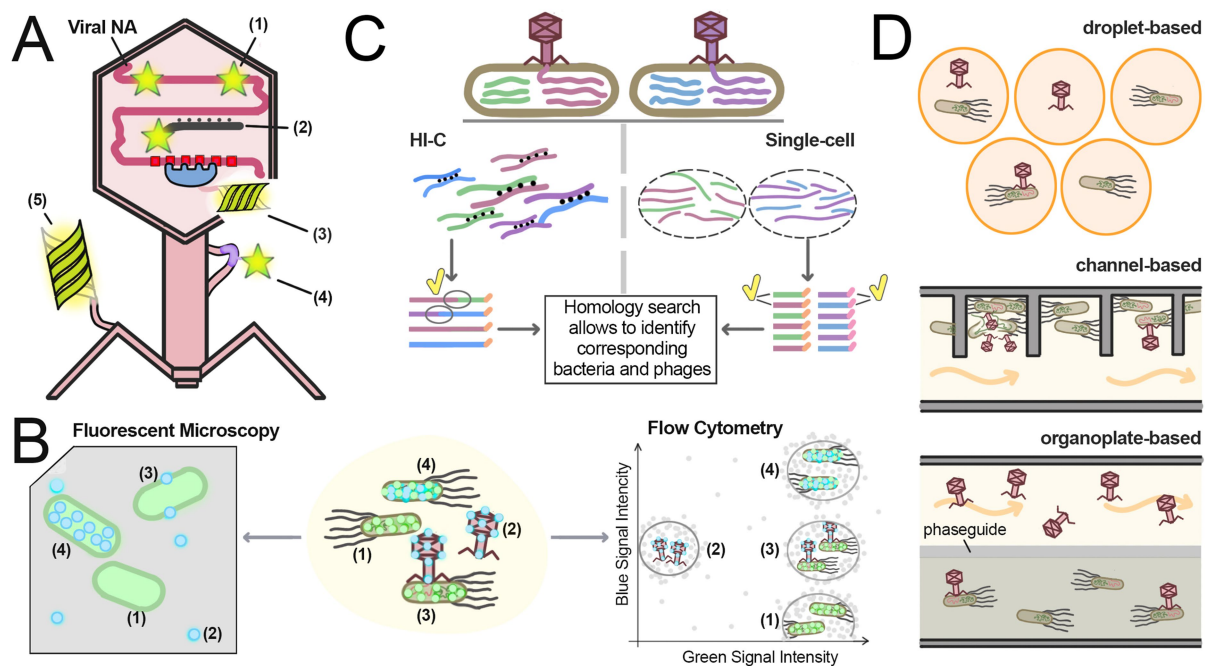 A
Viral NA
(1)
(2)
(3)
(4)
(5)
B
Fluorescent Microscopy
(3)
(4)
(1)
(2)
(4)
(1)
(2)
(3)
Flow Cytometry
Blue Signal Intencity
(4)
(2)
(3)
(1)
Green Signal Intensity
C
HI-C
Single-cell
Homology search
allows to identify
corresponding
bacteria and phages
D
droplet-based
channel-based
organoplate-based
phaseguide